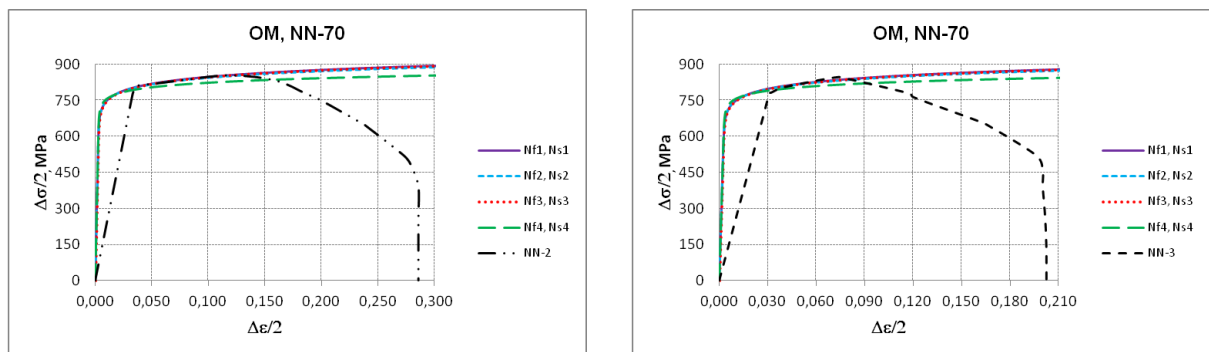 OM, NN-70
900
750
600
450
300
150
0
Δσ/2, MPa
0,000 0,050 0,100 0,150 0,200 0,250 0,300
Δε/2
Nf1, Ns1
Nf2, Ns2
Nf3, Ns3
Nf4, Ns4
NN-2
OM, NN-70
900
750
600
450
300
150
0
Δσ/2, MPa
0,000 0,030 0,060 0,090 0,120 0,150 0,180 0,210
Δε/2
Nf1, Ns1
Nf2, Ns2
Nf3, Ns3
Nf4, Ns4
NN-3